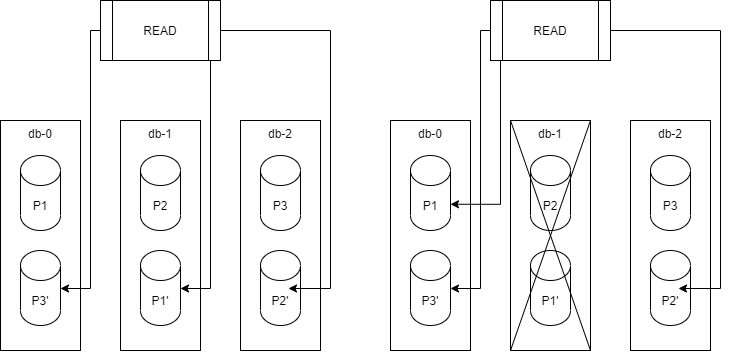 READ
db-0
db-1
db-2
P1
P2
P3
P3'
P1'
P2'
READ
db-0
db-1
db-2
P1
P2
P3
P3'
P1'
P2'